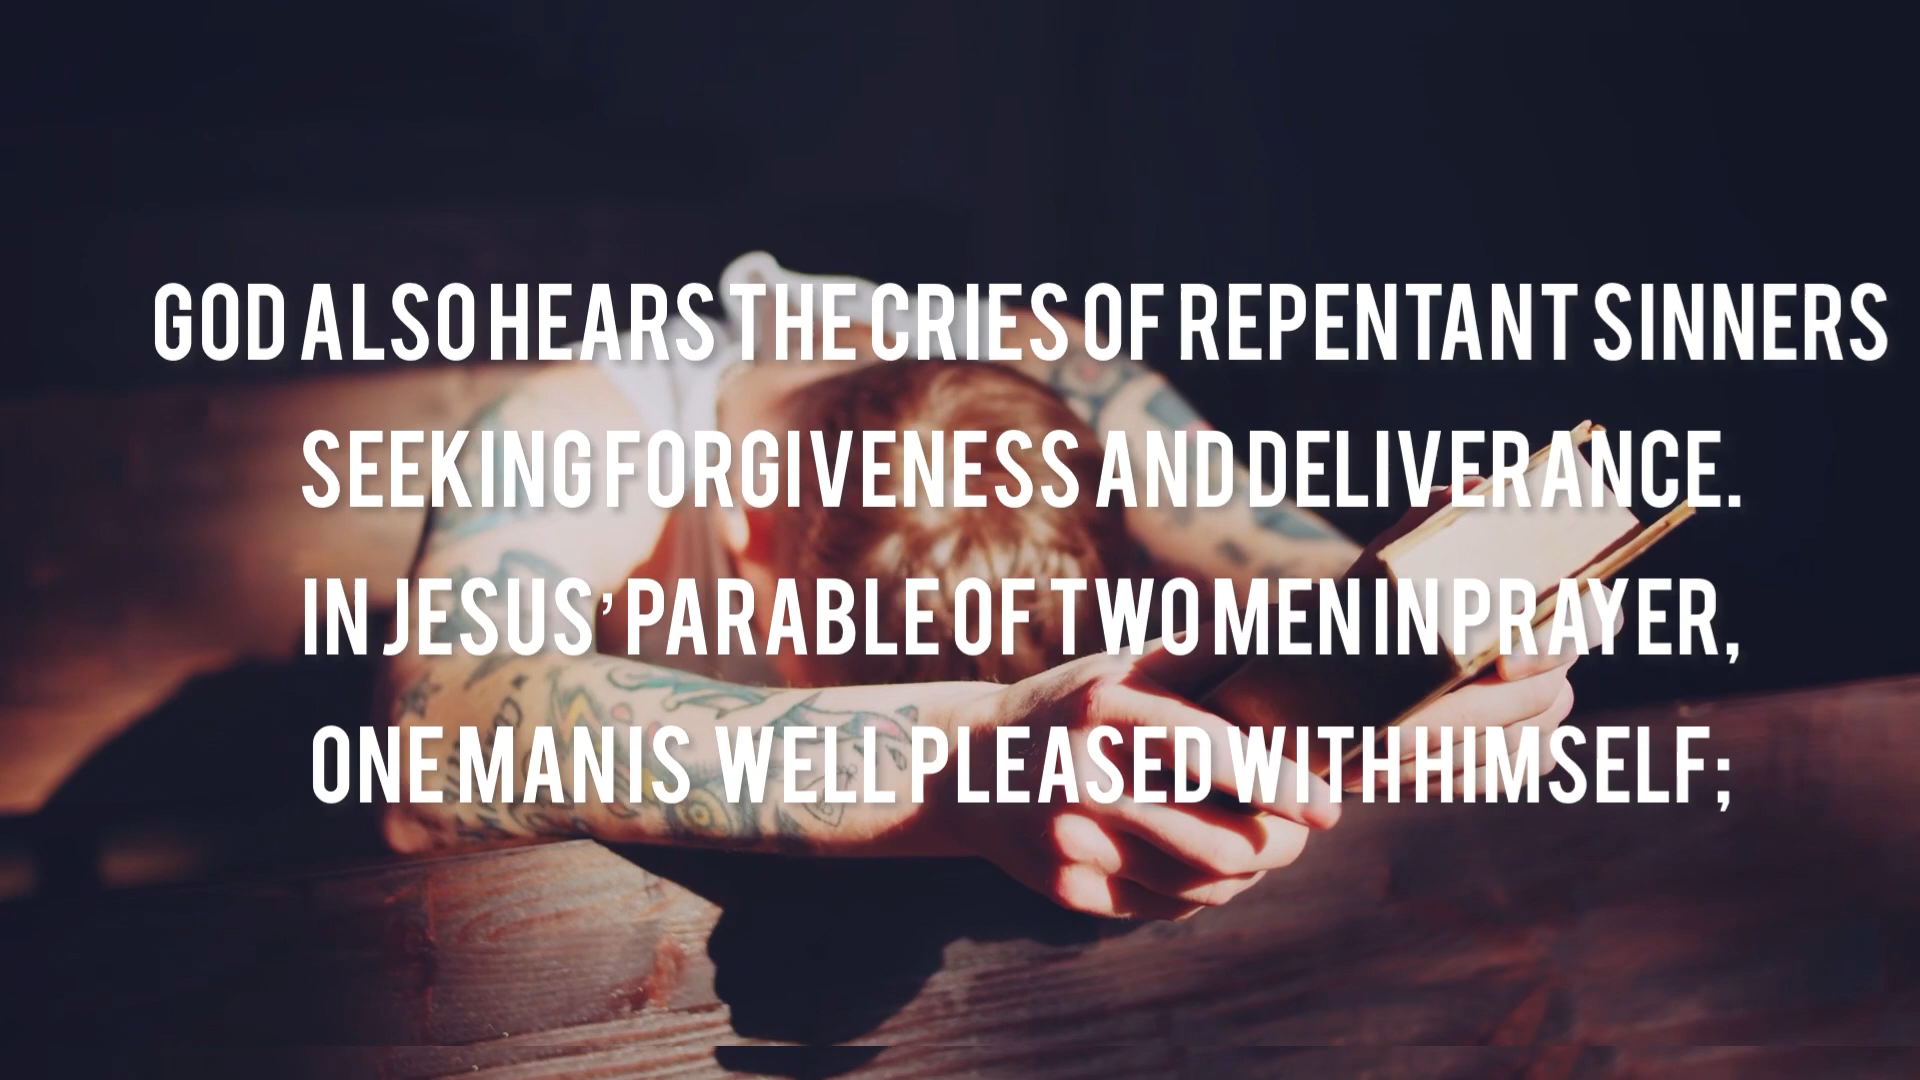 GOD ALSO HEARS THE CRIES OF REPENTANT SINNERS
SEEKING FORGIVENESS AND DELIVERANCE.
IN JESUS’ PARABLE OF TWO MEN IN PRAYER,
ONE MAN IS WELL PLEASED WITH HIMSELF;